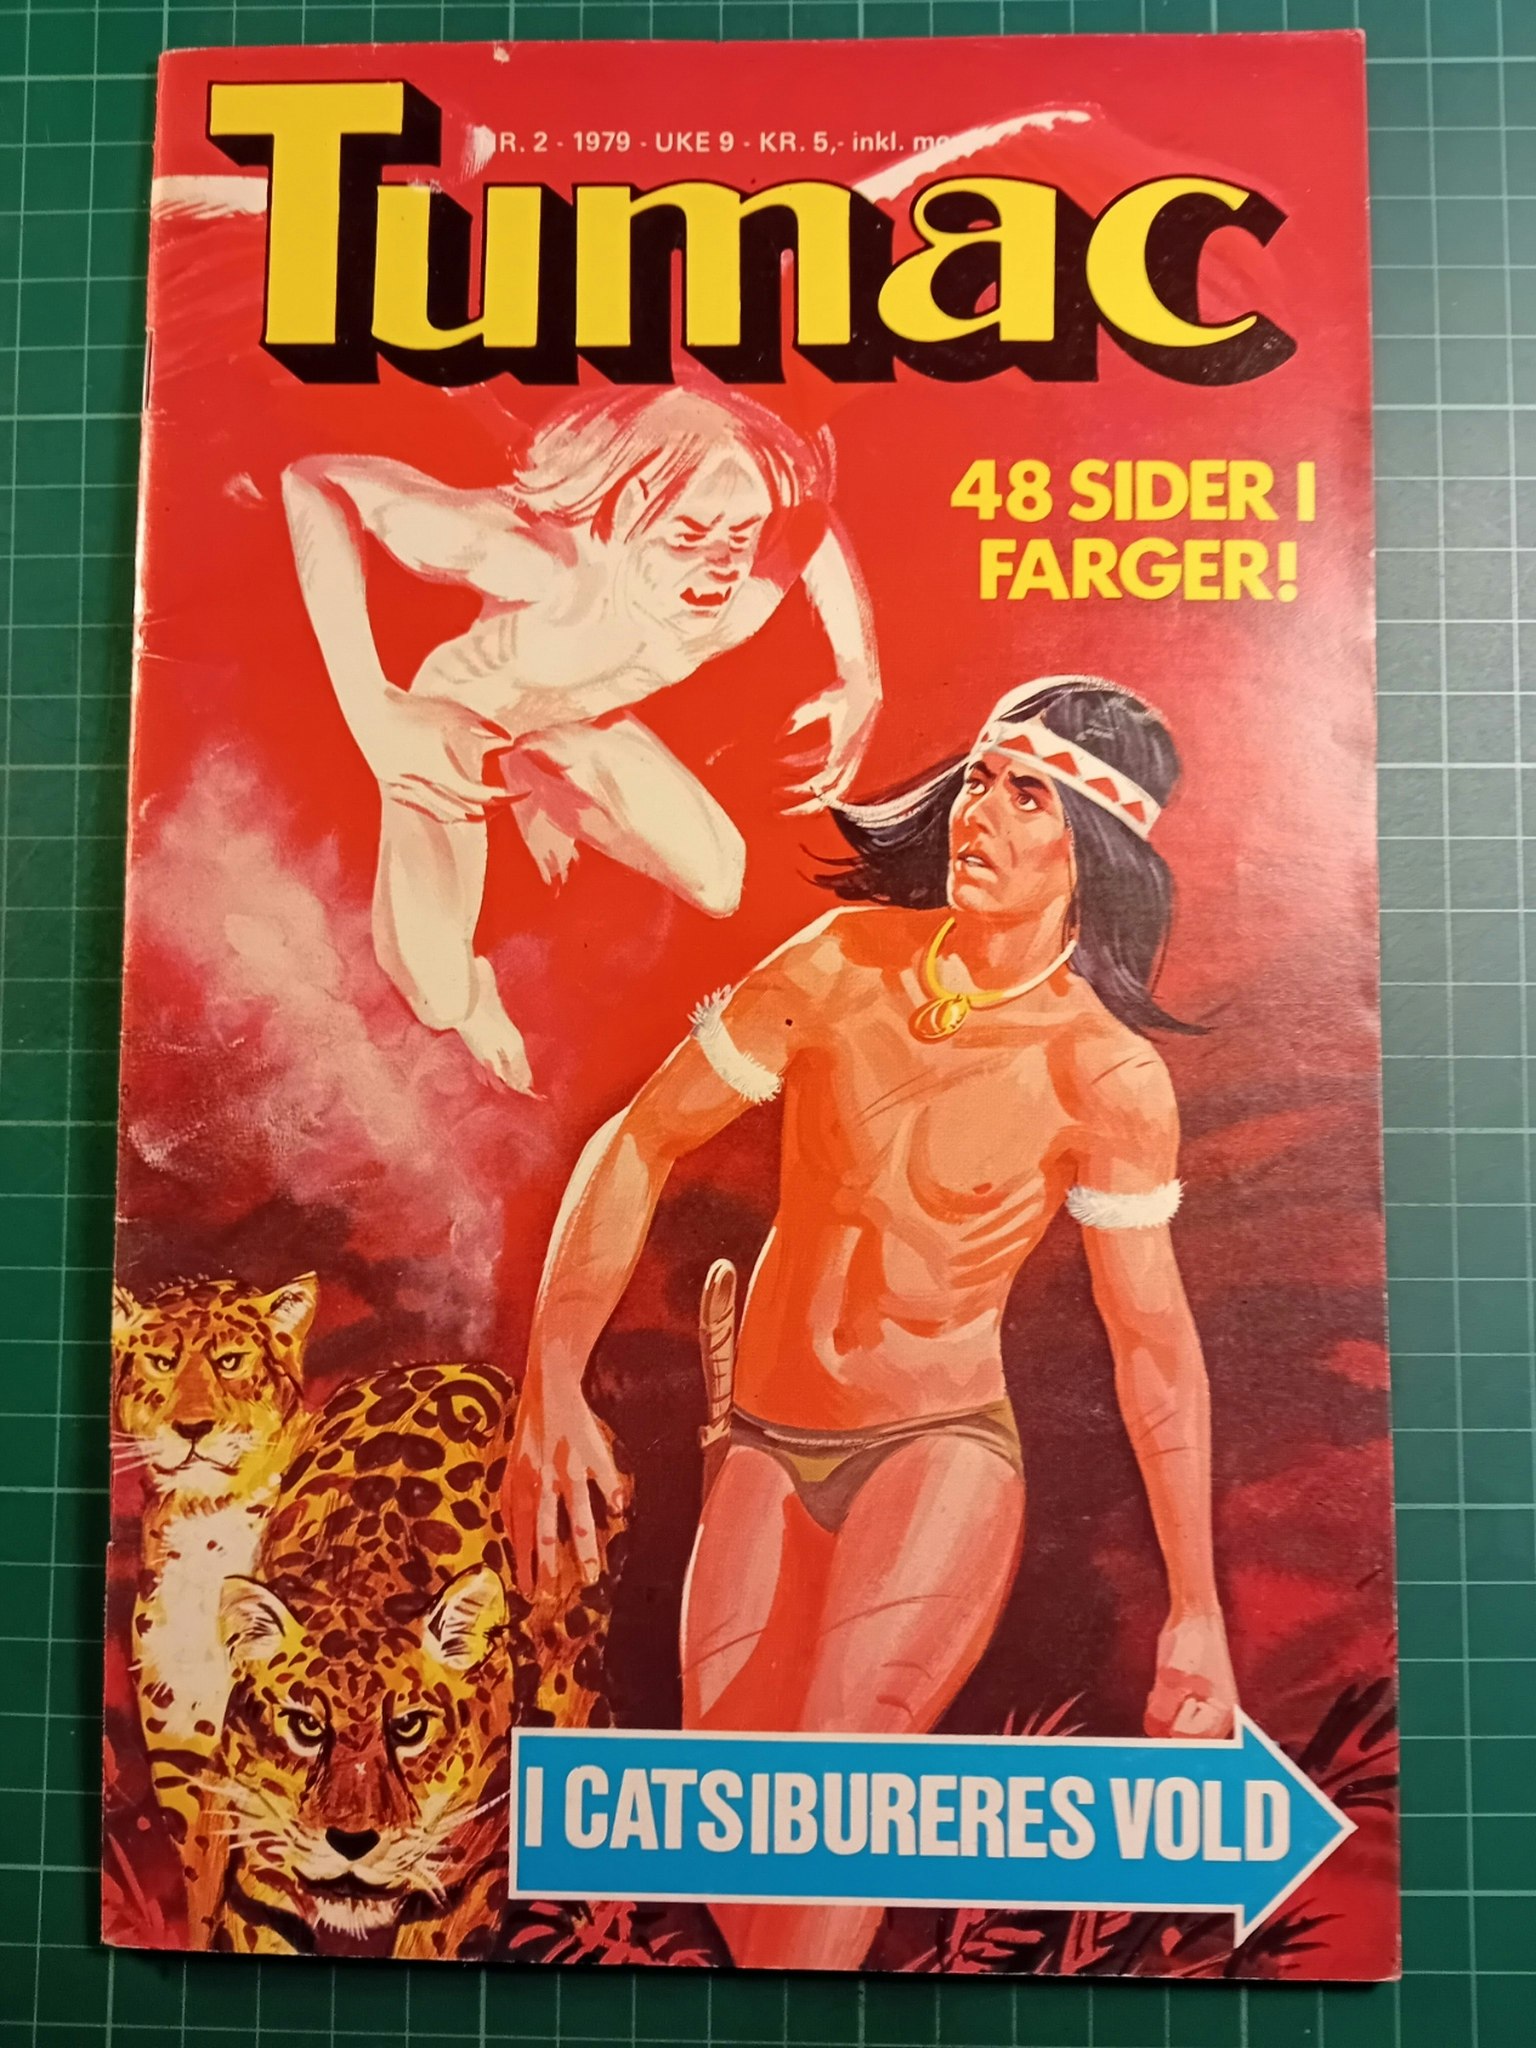 NR. 2 - 1979 - UKE 9 - KR. 5,- inkl.
Tumac
48 SIDER I
FARGER!
I CATSIBURERES VOLD